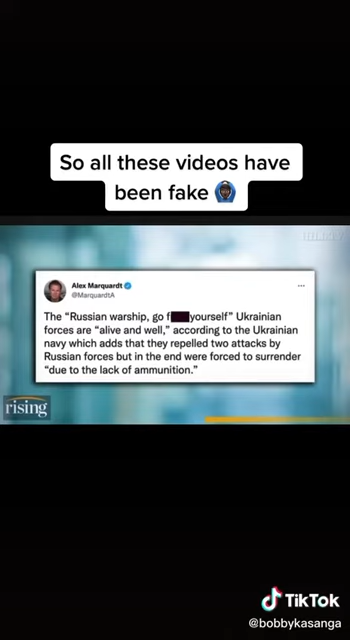 So all these videos have
been fake
Alex Marquardt
@MarquardtA
The “Russian warship, go f yourself” Ukrainian
forces are “alive and well,” according to the Ukrainian
navy which adds that they repelled two attacks by
Russian forces but in the end were forced to surrender
“due to the lack of ammunition.”
rising
TikTok
@bobbykasanga